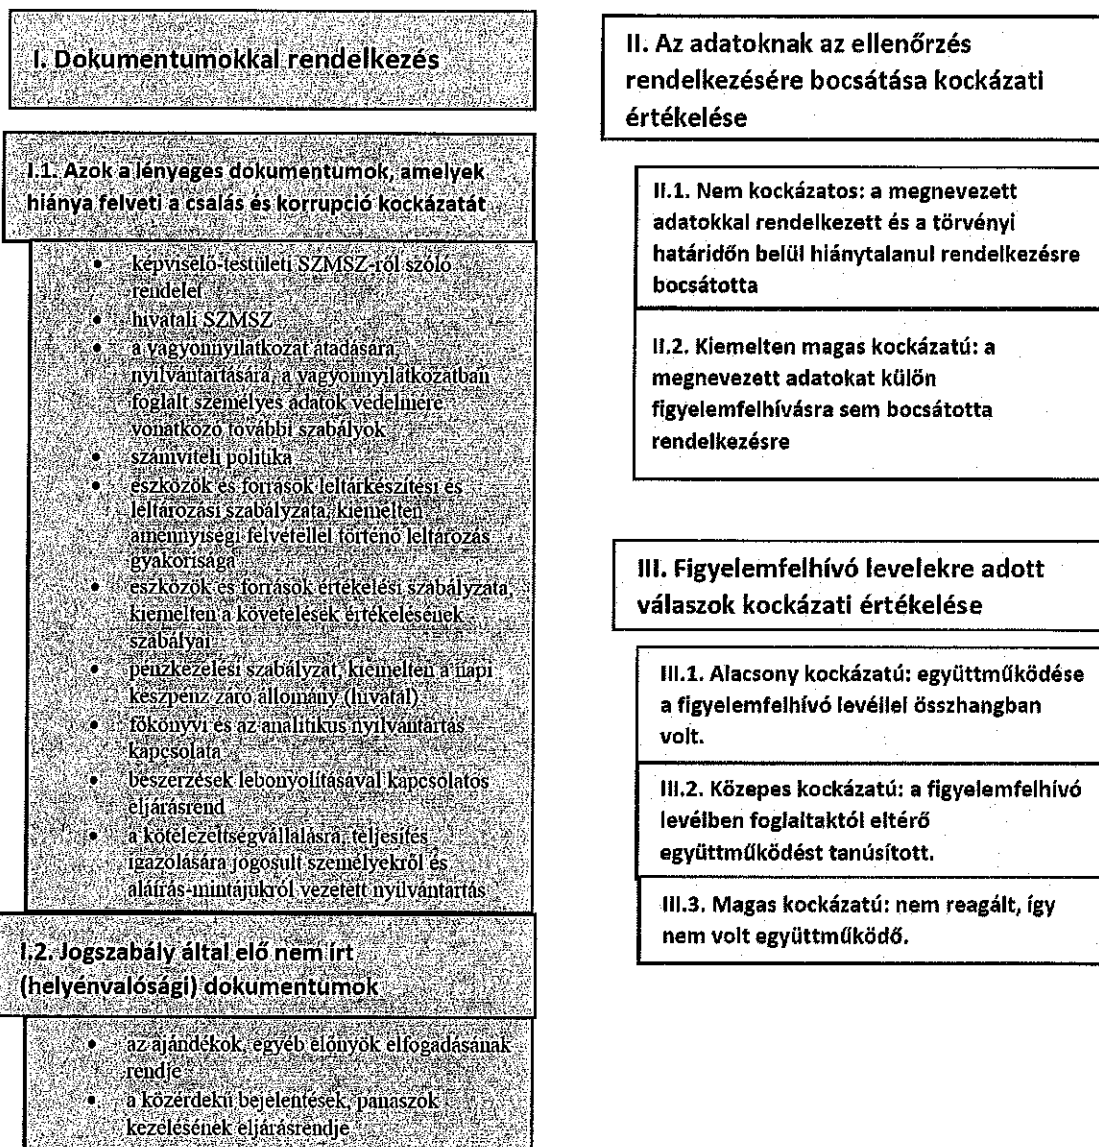 I. Dokumentumokkal rendelkezés
I.1. Azok a lényeges dokumentumok, amelyek
hiánya felveti a csalás és korrupció kockázatát
• képviselő-testületi SZMSZ-ről szóló
rendelet
• hivatali SZMSZ
• a vagyonnyilatkozat átadására,
nyilvántartására, a vagyonnyilatkozatban
foglalt személyes adatok védelmére
vonatkozó további szabályok
• számviteli politika
• eszközök és források leltárkészítési és
leltározási szabályzata, kiemelten
amennyiségi felvétellel történő leltározás
gyakorisága
• eszközök és források értékelési szabályzata,
kiemelten a követelések értékelésének
szabályai
• pénzkezelési szabályzat, kiemelten a napi
készpénz záró állomány (hivatal)
• főkönyvi és az analitikus nyilvántartás
kapcsolata
• beszerzések lebonyolításával kapcsolatos
eljárásrend
• a kötelezettségvállalásra, teljesítés
igazolására jogosult személyekről és
aláírás-mintájukról vezetett nyilvántartás
I.2. Jogszabály által elő nem írt
(helyénvalósági) dokumentumok
• az ajándékok, egyéb előnyök elfogadásának
rendje
• a közérdekű bejelentések, panaszok
kezelésének eljárásrendje
II. Az adatoknak az ellenőrzés
rendelkezésére bocsátása kockázati
értékelése
II.1. Nem kockázatos: a megnevezett
adatokkal rendelkezett és a törvényi
határidőn belül hiánytalanul rendelkezésre
bocsátotta
II.2. Kiemelten magas kockázatú: a
megnevezett adatokat külön
figyelemfelhívásra sem bocsátotta
rendelkezésre
III. Figyelemfelhívó levelekre adott
válaszok kockázati értékelése
III.1. Alacsony kockázatú: együttműködése
a figyelemfelhívó levéllel összhangban
volt.
III.2. Közepes kockázatú: a figyelemfelhívó
levélben foglaltaktól eltérő
együttműködést tanúsított.
III.3. Magas kockázatú: nem reagált, így
nem volt együttműködő.